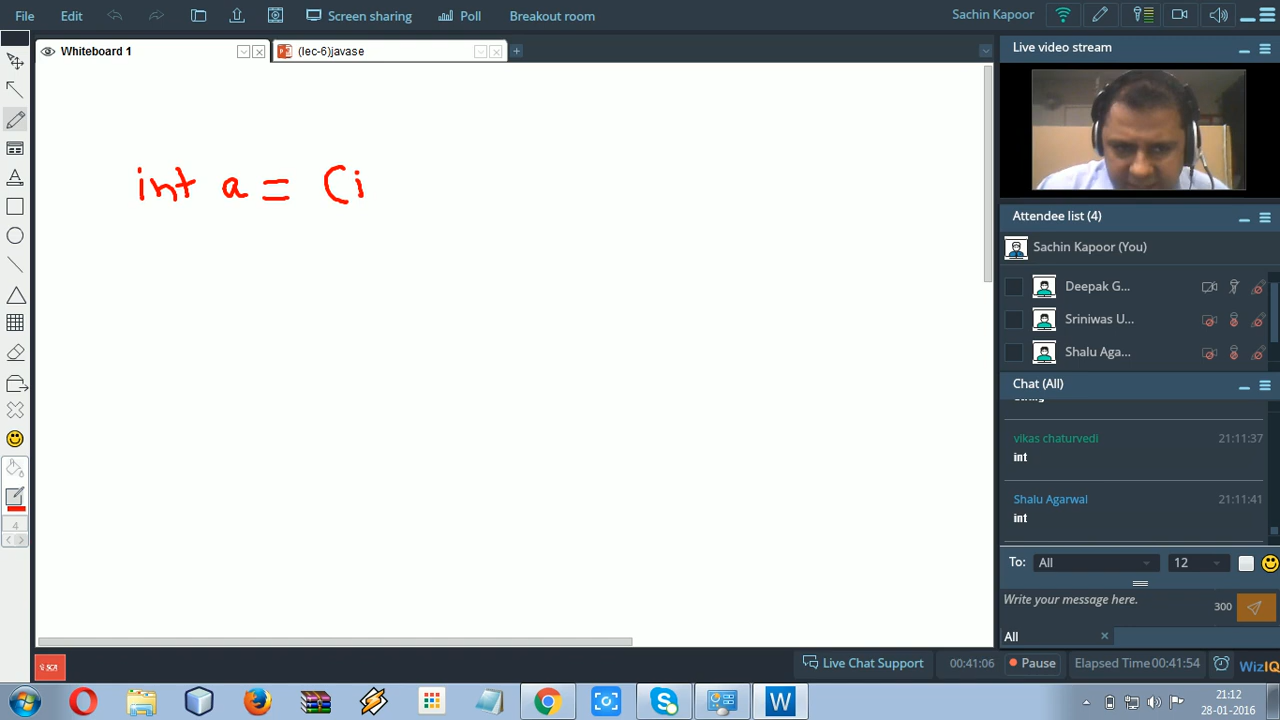 File Edit Screen sharing Poll Breakout room Sachin Kapoor
Whiteboard 1 (lec-6)javase
int a = (i
Live video stream
Attendee list (4)
Sachin Kapoor (You)
Deepak G...
Sriniwas U...
Shalu Aga...
Chat (All)
vikas chaturvedi 21:11:37
int
Shalu Agarwal 21:11:41
int
To: All 12
Write your message here. 300
All
4
SCA
Live Chat Support 00:41:06 Pause Elapsed Time 00:41:54 WizIQ
21:12
28-01-2016